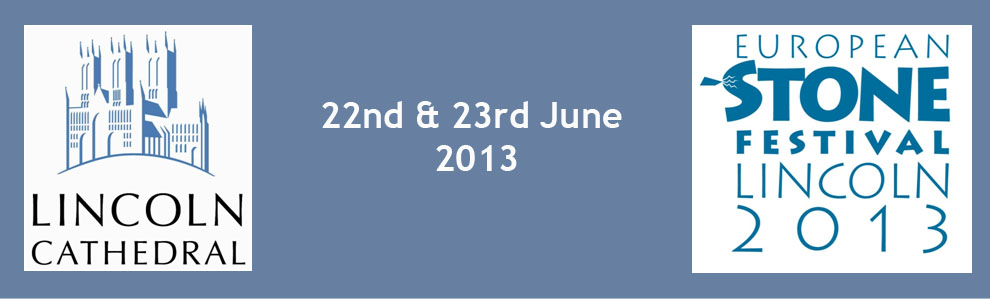 LINCOLN
CATHEDRAL
22nd & 23rd June
2013
EUROPEAN
STONE
FESTIVAL
LINCOLN
2013